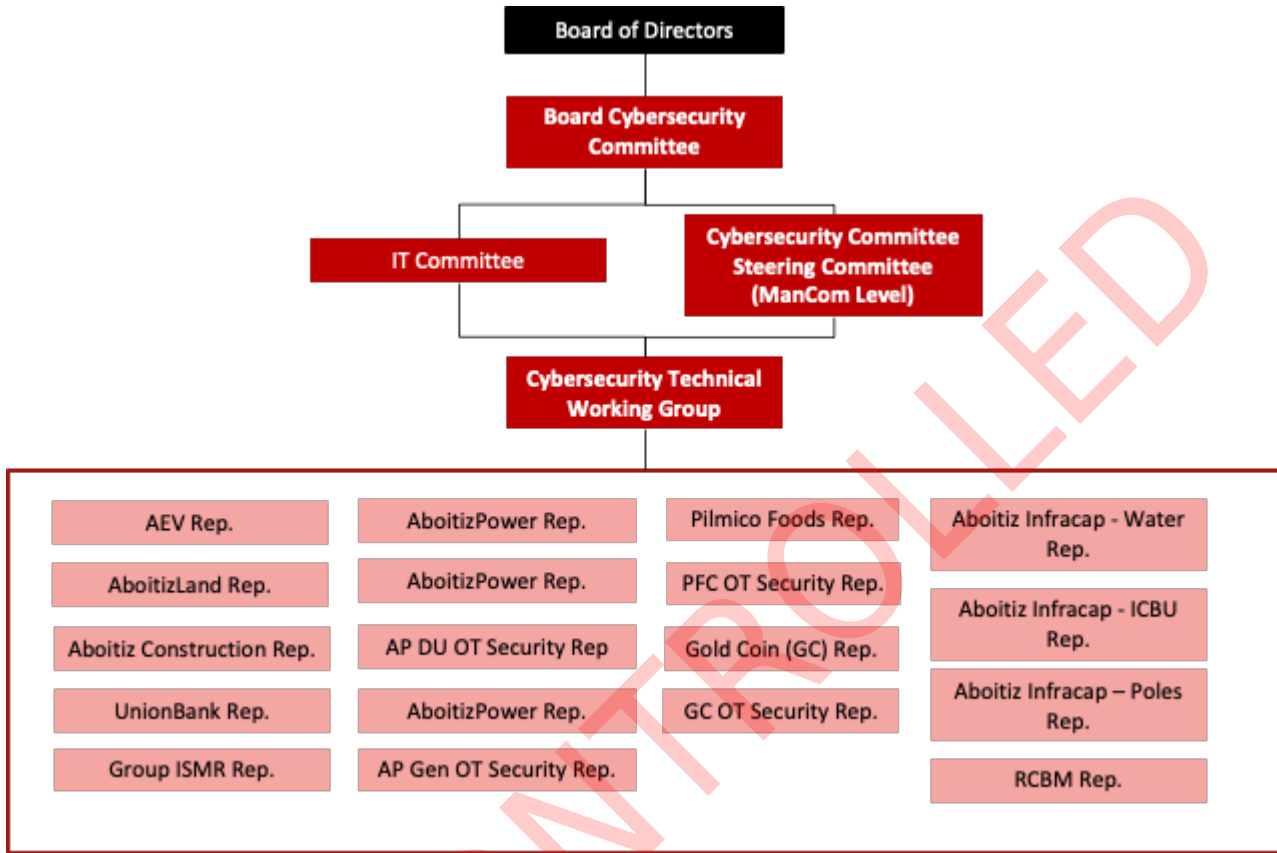 Board of Directors
Board Cybersecurity
Committee
IT Committee
Cybersecurity Committee
Steering Committee
(ManCom Level)
Cybersecurity Technical
Working Group
AEV Rep.
AboitizLand Rep.
Aboitiz Construction Rep.
UnionBank Rep.
Group ISMR Rep.
AboitizPower Rep.
AboitizPower Rep.
AP DU OT Security Rep
AboitizPower Rep.
AP Gen OT Security Rep.
Pilmico Foods Rep.
PFC OT Security Rep.
Gold Coin (GC) Rep.
GC OT Security Rep.
Aboitiz Infracap - Water
Rep.
Aboitiz Infracap - ICBU
Rep.
Aboitiz Infracap – Poles
Rep.
RCBM Rep.
ONTROLLED